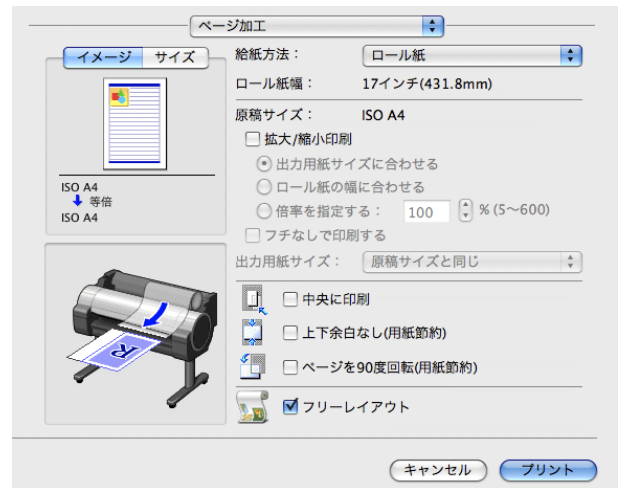 ページ加工
イメージ サイズ
給紙方法： ロール紙
ロール紙幅： 17インチ(431.8mm)
原稿サイズ： ISO A4
拡大/縮小印刷
出力用紙サイズに合わせる
ロール紙の幅に合わせる
倍率を指定する： 100 % (5～600)
フチなしで印刷する
出力用紙サイズ： 原稿サイズと同じ
ISO A4
等倍
ISO A4
R
中央に印刷
上下余白なし(用紙節約)
ページを90度回転(用紙節約)
フリーレイアウト
キャンセル プリント